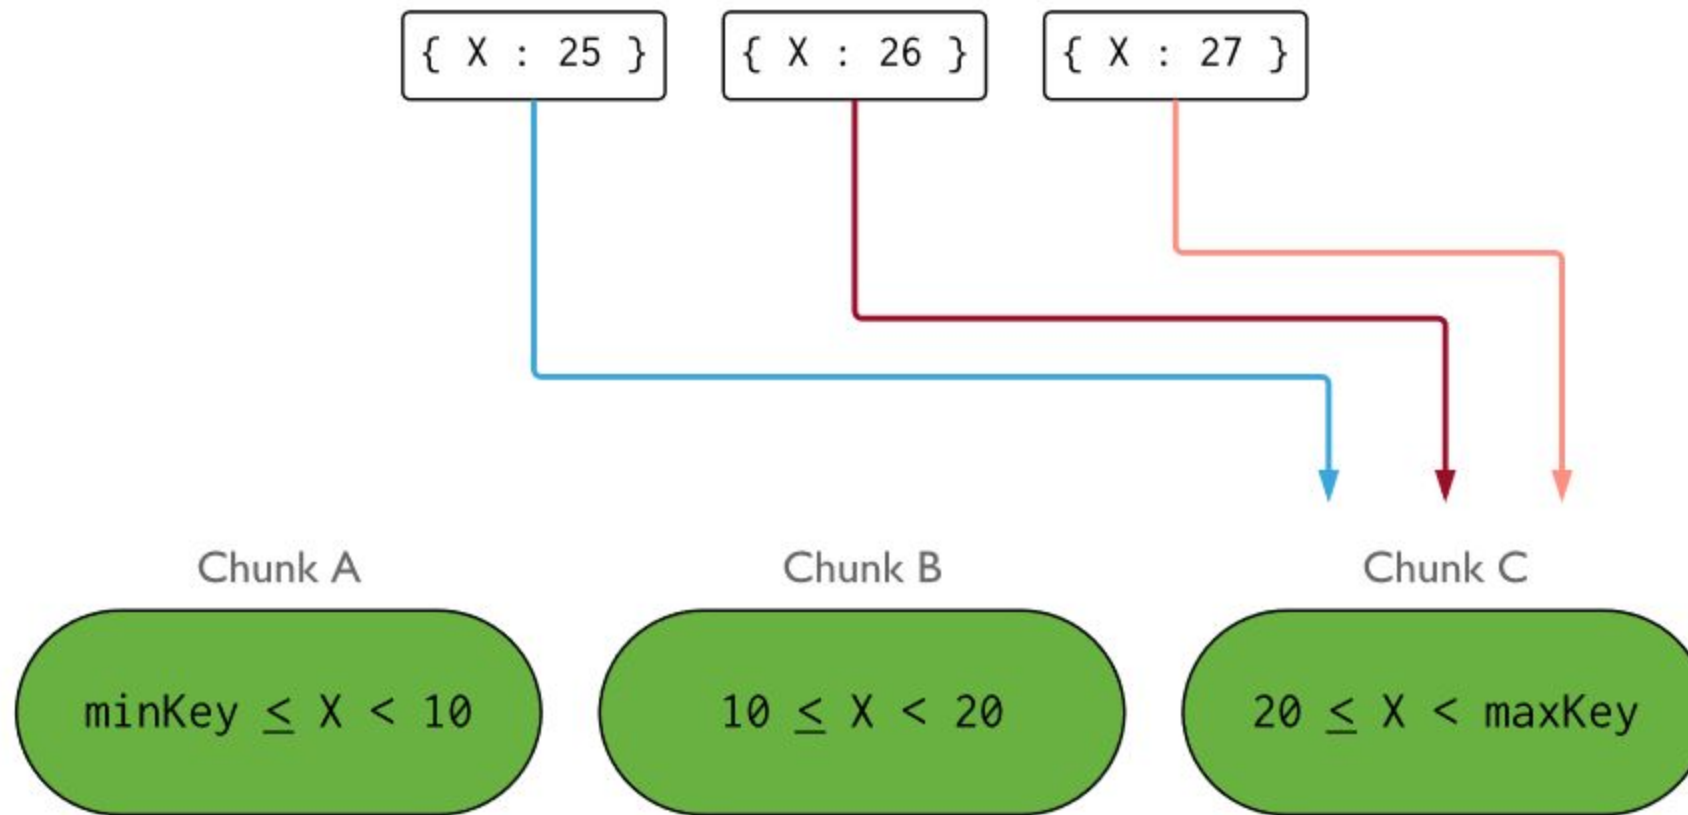 { X : 25 }
{ X : 26 }
{ X : 27 }
Chunk A
Chunk B
Chunk C
minKey ≤ X < 10
10 ≤ X < 20
20 ≤ X < maxKey